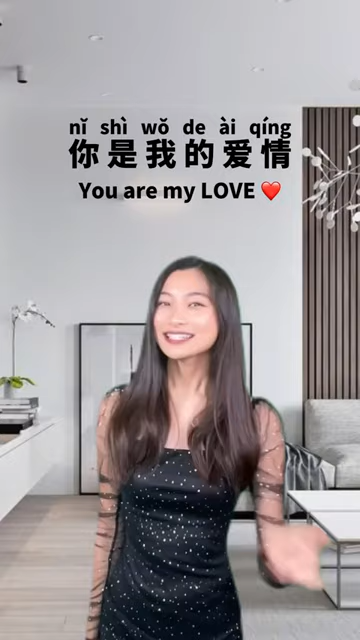 nǐ shì wǒ de ài qíng
你是我的爱情
You are my LOVE ❤️